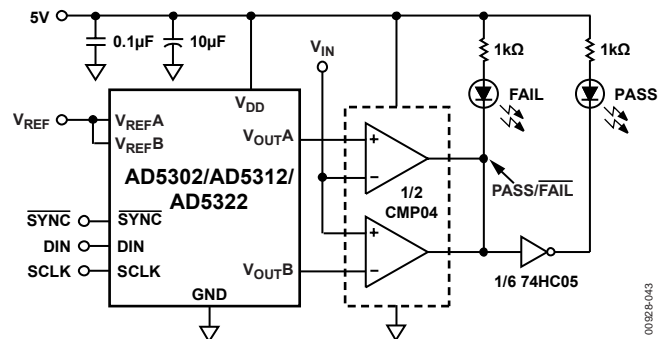 5V
0.1µF
10µF
VIN
1kΩ
1kΩ
FAIL
PASS
VDD
VREF
VREFA
VREFB
VOUTA
AD5302/AD5312/
AD5322
+
−
1/2
CMP04
PASS/FAIL
SYNC
SYNC
DIN
DIN
SCLK
SCLK
VOUTB
+
−
GND
1/6 74HC05
00928-043